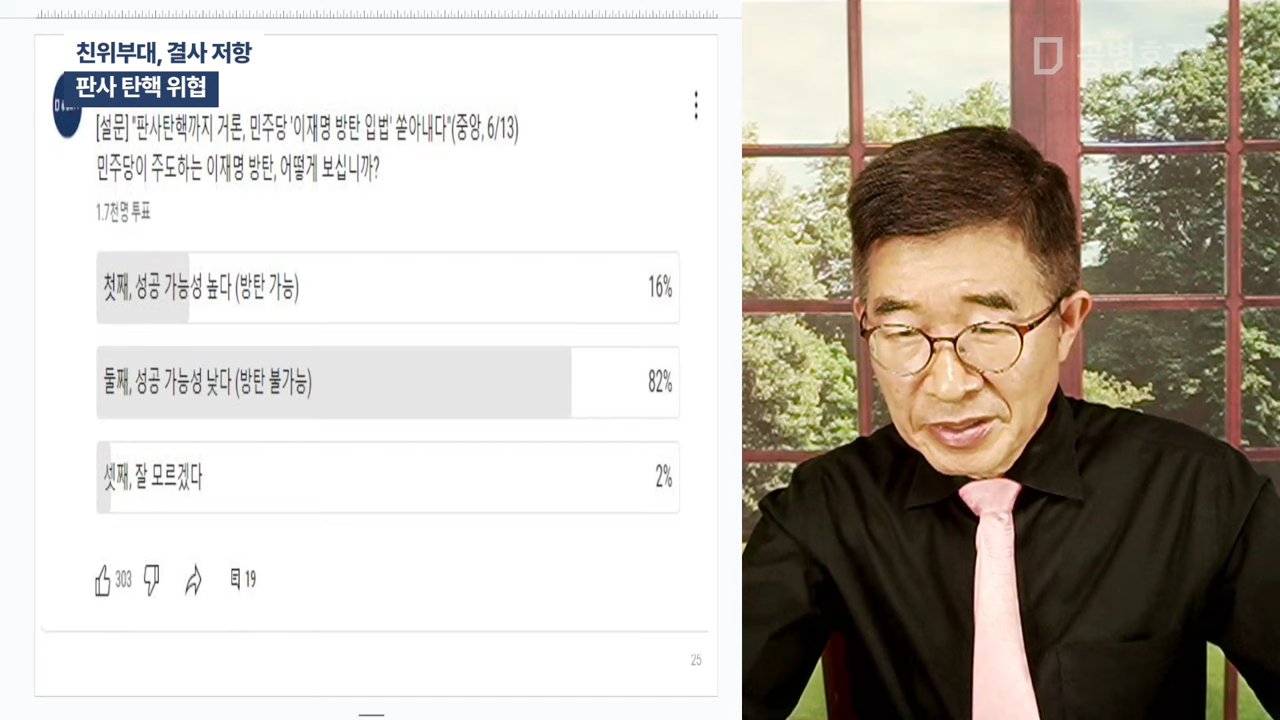 친위부대, 결사 저항
판사 탄핵 위협
[설문] "판사탄핵까지 거론, 민주당 '이재명 방탄 입법' 쏟아내다"(중앙, 6/13)
민주당이 주도하는 이재명 방탄, 어떻게 보십니까?
1.7천명 투표
첫째, 성공 가능성 높다 (방탄 가능)
16%
둘째, 성공 가능성 낮다 (방탄 불가능)
82%
셋째, 잘 모르겠다
2%
303
19
25
공병호